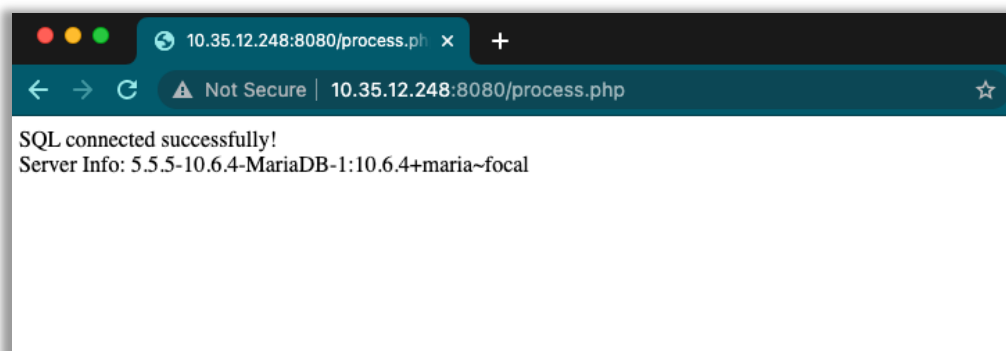 10.35.12.248:8080/process.ph
Not Secure | 10.35.12.248:8080/process.php
SQL connected successfully!
Server Info: 5.5.5-10.6.4-MariaDB-1:10.6.4+maria~focal